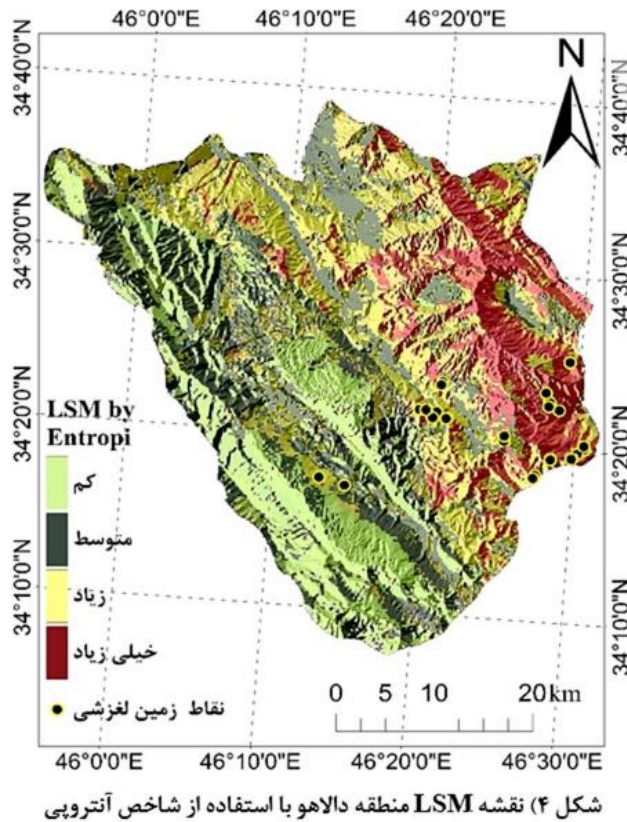 46°0'0"E 46°10'0"E 46°20'0"E
N
34°40'0"N
34°40'0"N
34°30'0"N
34°30'0"N
34°20'0"N
34°20'0"N
34°10'0"N
34°10'0"N
LSM by
Entropi
کم
متوسط
زیاد
خیلی زیاد
نقاط زمین لغزشی
0 5 10 20 km
46°0'0"E 46°10'0"E 46°20'0"E 46°30'0"E
شکل ۴) نقشه LSM منطقه دالاهو با استفاده از شاخص آنتروپی